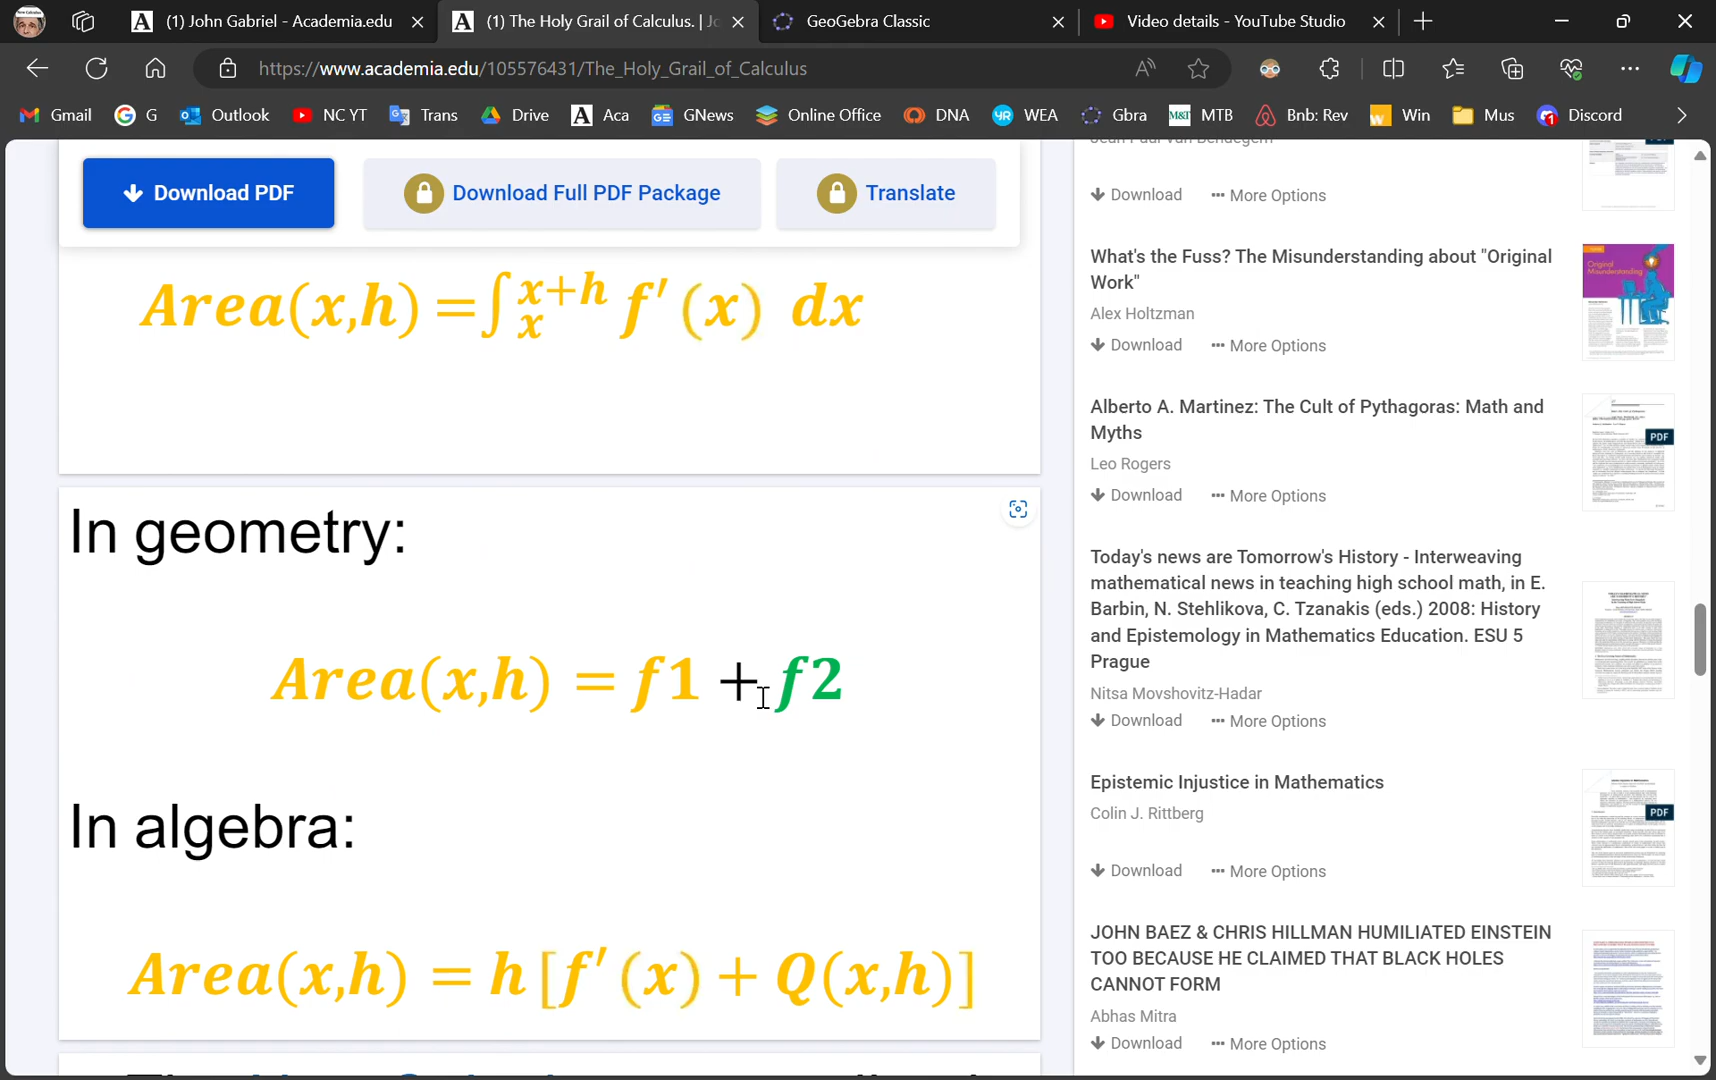 (1) John Gabriel - Academia.edu
(1) The Holy Grail of Calculus. | Jo
GeoGebra Classic
Video details - YouTube Studio
https://www.academia.edu/105576431/The_Holy_Grail_of_Calculus
Gmail
G
Outlook
NC YT
Trans
Drive
Aca
GNews
Online Office
DNA
WEA
Gbra
MTB
Bnb: Rev
Win
Mus
Discord
Download PDF
Download Full PDF Package
Translate
Area(x,h) = ∫ₓˣ⁺ʰ f′(x) dx
In geometry:
Area(x,h) = f1 + f2
In algebra:
Area(x,h) = h[f′(x) + Q(x,h)]
Download
More Options
What's the Fuss? The Misunderstanding about "Original
Work"
Alex Holtzman
Download
More Options
Alberto A. Martinez: The Cult of Pythagoras: Math and
Myths
Leo Rogers
Download
More Options
PDF
Today's news are Tomorrow's History - Interweaving
mathematical news in teaching high school math, in E.
Barbin, N. Stehlikova, C. Tzanakis (eds.) 2008: History
and Epistemology in Mathematics Education. ESU 5
Prague
Nitsa Movshovitz-Hadar
Download
More Options
Epistemic Injustice in Mathematics
Colin J. Rittberg
PDF
Download
More Options
JOHN BAEZ & CHRIS HILLMAN HUMILIATED EINSTEIN
TOO BECAUSE HE CLAIMED THAT BLACK HOLES
CANNOT FORM
Abhas Mitra
Download
More Options